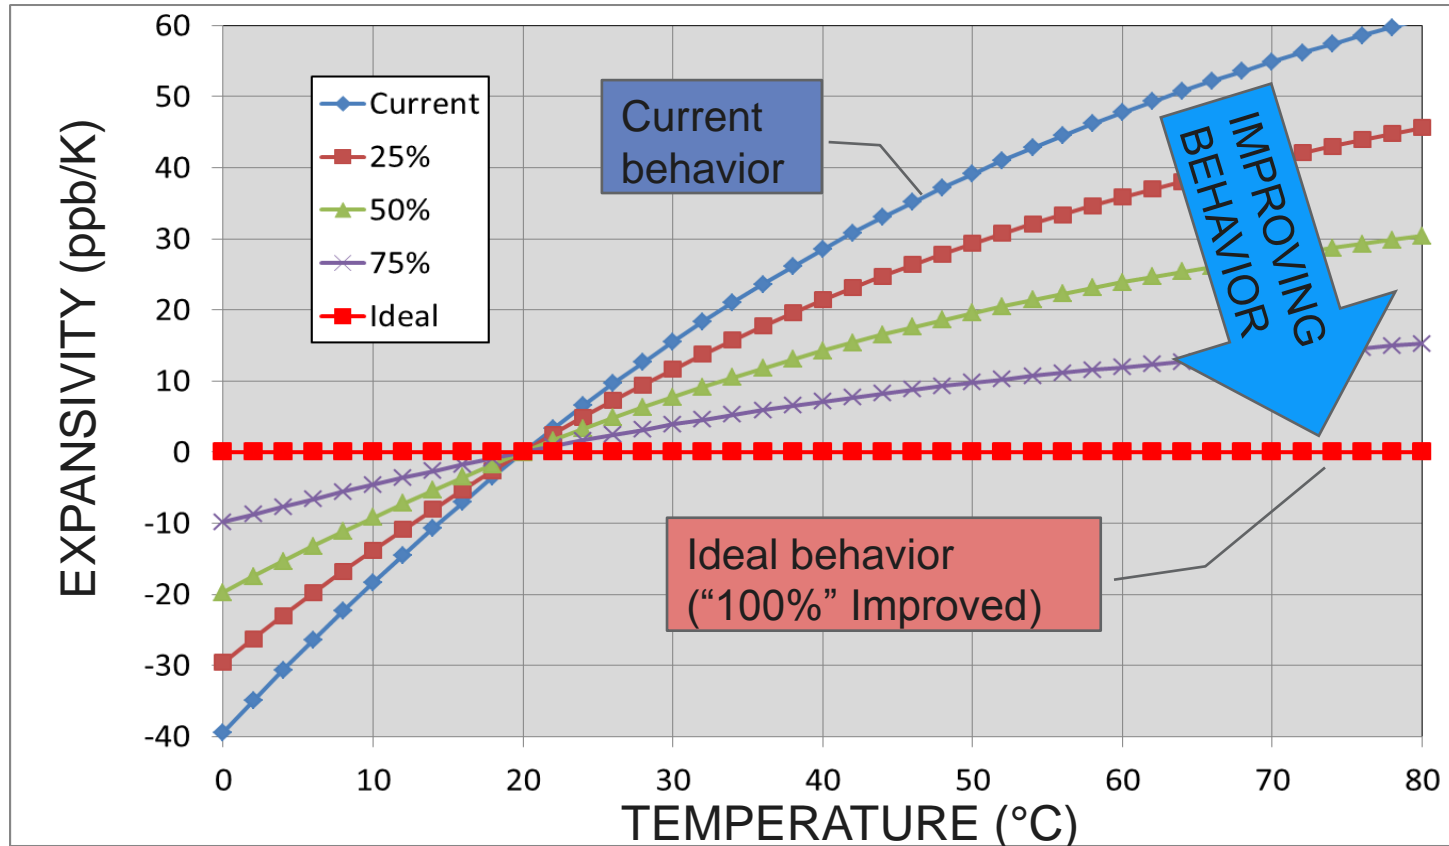 EXPANSIVITY (ppb/K)
60
50
40
30
20
10
0
-10
-20
-30
-40
Current
25%
50%
75%
Ideal
Current
behavior
IMPROVING
BEHAVIOR
Ideal behavior
(“100%” Improved)
0 10 20 30 40 50 60 70 80
TEMPERATURE (°C)